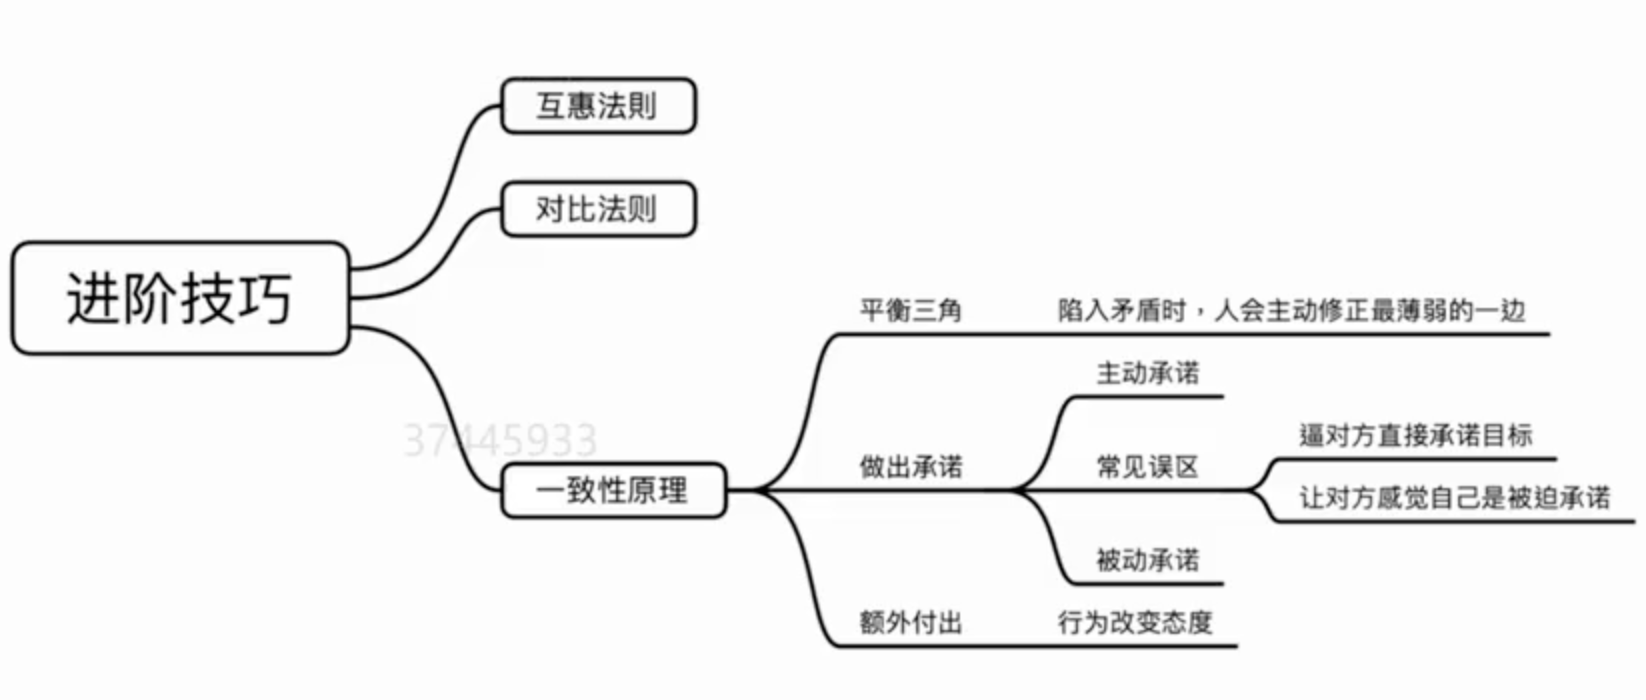 互惠法則
对比法则
进阶技巧
平衡三角 陷入矛盾时，人会主动修正最薄弱的一边
主动承诺
逼对方直接承诺目标
37445933
做出承诺 常见误区
一致性原理
让对方感觉自己是被迫承诺
被动承诺
额外付出 行为改变态度